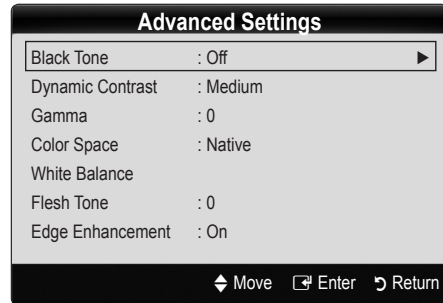 Advanced Settings
Black Tone : Off ▶
Dynamic Contrast : Medium
Gamma : 0
Color Space : Native
White Balance
Flesh Tone : 0
Edge Enhancement : On
Move Enter Return